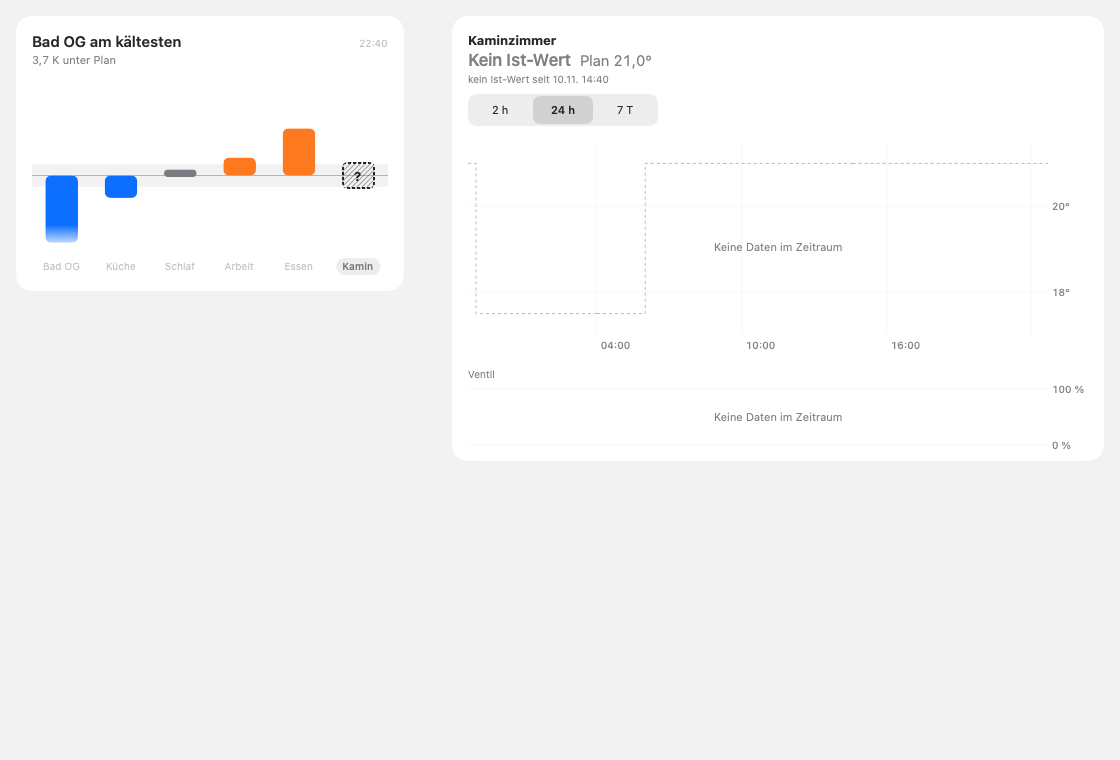 Bad OG am kältesten
22:40
3,7 K unter Plan
?
Bad OG
Küche
Schlaf
Arbeit
Essen
Kamin
Kaminzimmer
Kein Ist-Wert Plan 21,0°
kein Ist-Wert seit 10.11. 14:40
2 h
24 h
7 T
20°
Keine Daten im Zeitraum
18°
04:00
10:00
16:00
Ventil
100 %
Keine Daten im Zeitraum
0 %